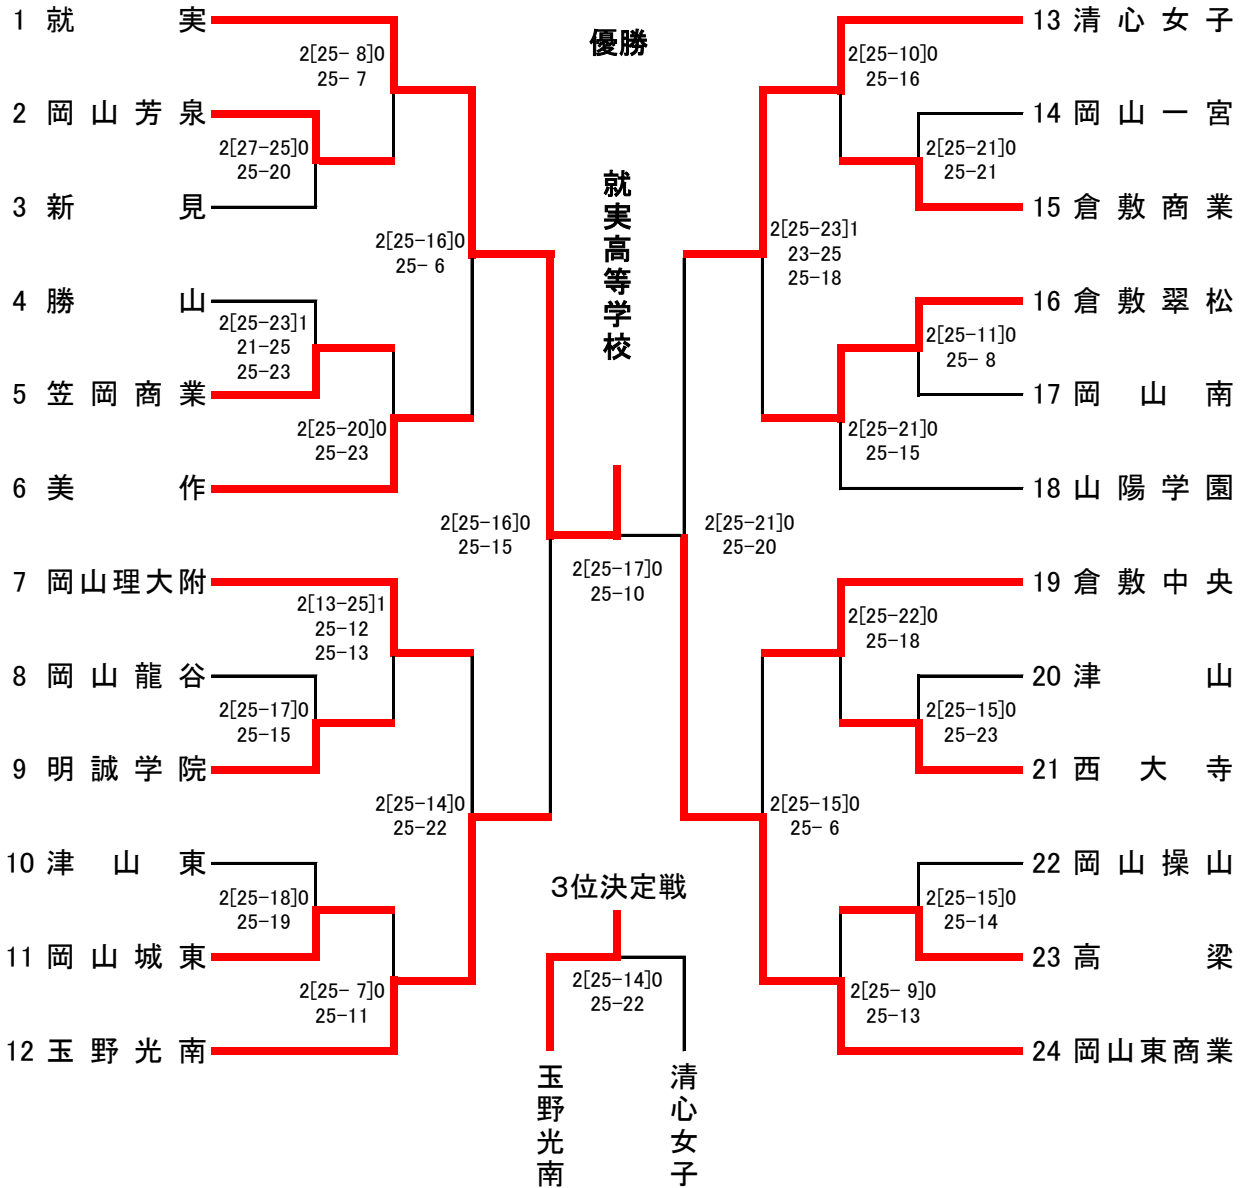 優勝
就実高等学校
1 就実
2[25- 8]0
25- 7
2 岡山芳泉
2[27-25]0
25-20
3 新見
2[25-16]0
25- 6
4 勝山
2[25-23]1
21-25
25-23
5 笠岡商業
2[25-20]0
25-23
6 美作
2[25-16]0
25-15
7 岡山理大附
2[13-25]1
25-12
25-13
8 岡山龍谷
2[25-17]0
25-15
9 明誠学院
2[25-14]0
25-22
10 津山東
2[25-18]0
25-19
11 岡山城東
2[25- 7]0
25-11
12 玉野光南
2[25-17]0
25-10
13 清心女子
2[25-10]0
25-16
14 岡山一宮
2[25-21]0
25-21
15 倉敷商業
2[25-23]1
23-25
25-18
16 倉敷翠松
2[25-11]0
25- 8
17 岡山南
2[25-21]0
25-15
18 山陽学園
2[25-21]0
25-20
19 倉敷中央
2[25-22]0
25-18
20 津山
2[25-15]0
25-23
21 西大寺
2[25-15]0
25- 6
22 岡山操山
2[25-15]0
25-14
23 高梁
2[25- 9]0
25-13
24 岡山東商業
3位決定戦
2[25-14]0
25-22
玉野光南
清心女子